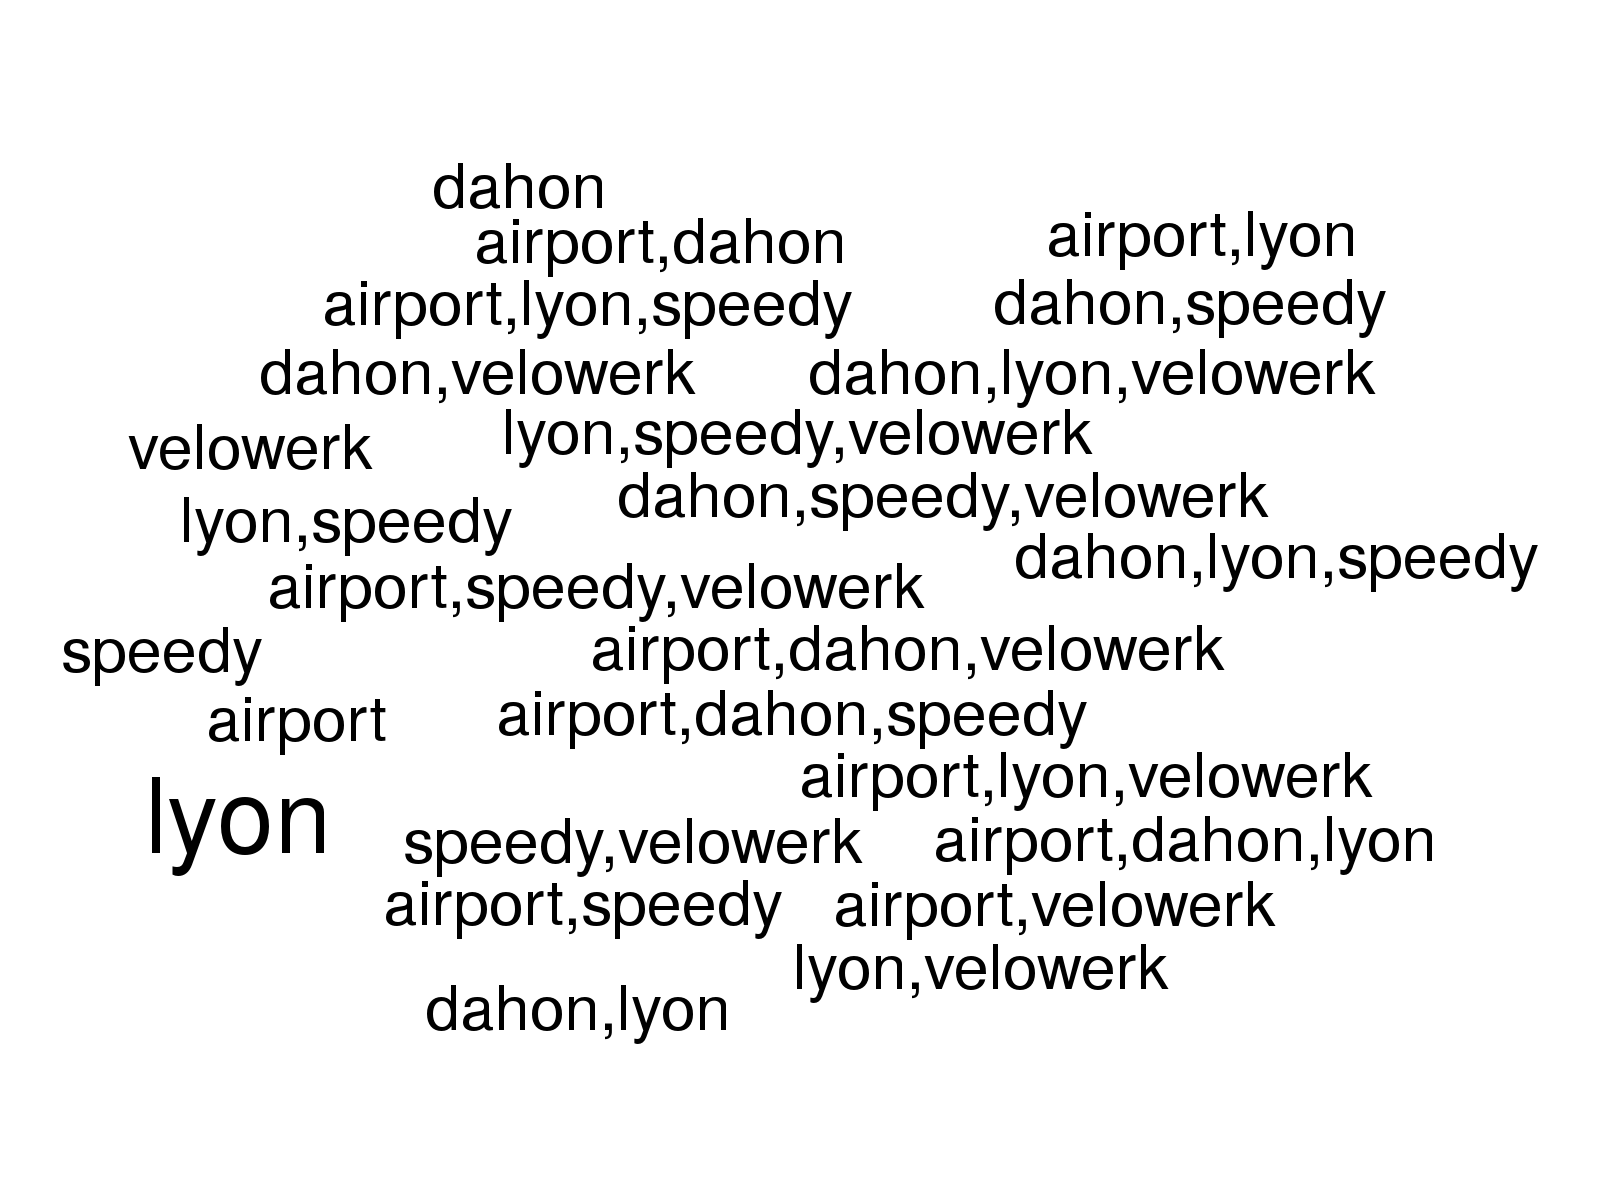 dahon
airport,dahon
airport,lyon
airport,lyon,speedy
dahon,speedy
dahon,velowerk
dahon,lyon,velowerk
velowerk
lyon,speedy,velowerk
lyon,speedy
dahon,speedy,velowerk
dahon,lyon,speedy
airport,speedy,velowerk
speedy
airport,dahon,velowerk
airport
airport,dahon,speedy
airport,lyon,velowerk
lyon
speedy,velowerk
airport,dahon,lyon
airport,speedy
airport,velowerk
lyon,velowerk
dahon,lyon